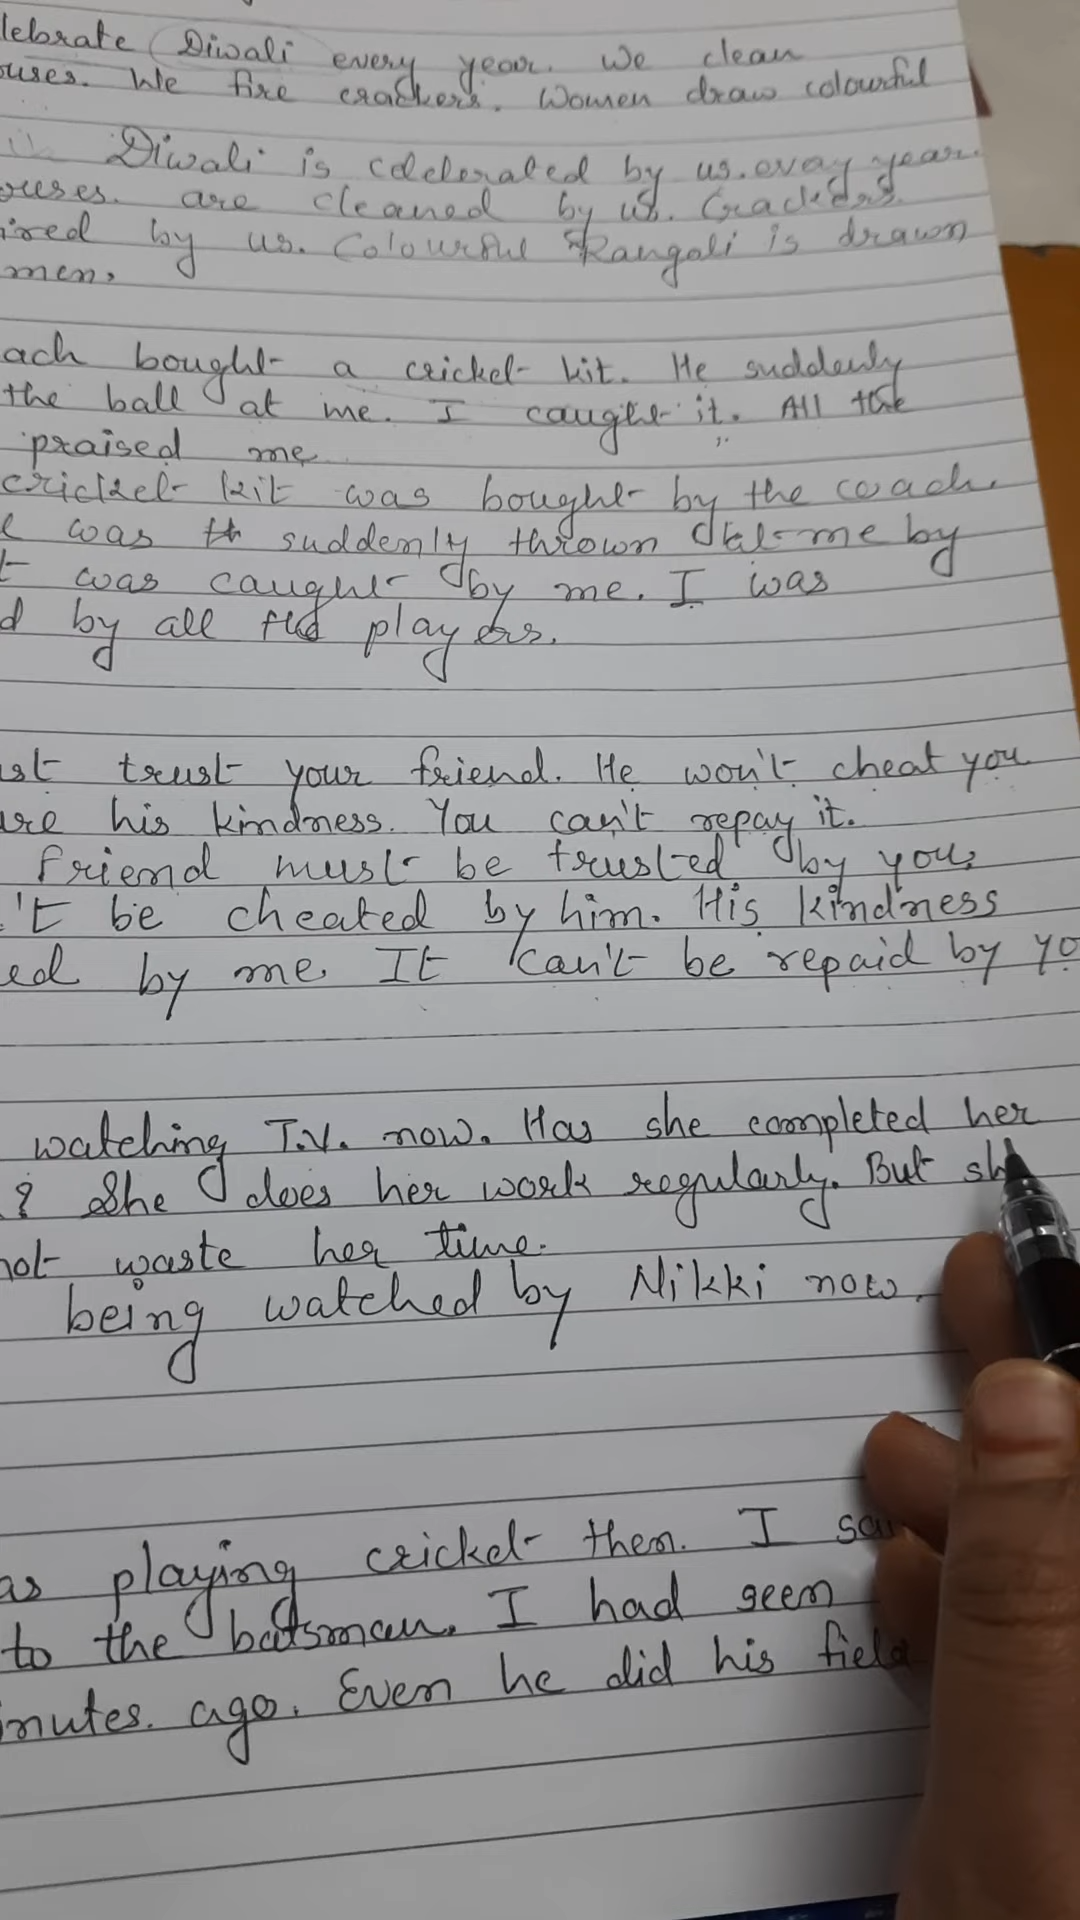 lebrate Diwali every year. We clean
ouses. We fire crackers. Women draw colourful
Diwali is celebrated by us. every year.
ouses. are cleaned by us. Crackers
ired by us. Colourful Rangoli is drawn
men.
ach bought a cricket kit. He suddenly
the ball at me. I caught it. All the
praised me
cricket kit was bought by the coach.
l was suddenly thrown at me by
t was caught by me. I was
d by all the players.
ust trust your friend. He won't cheat you
ure his kindness. You can't repay it.
friend must be trusted by you.
't be cheated by him. His kindness
ed by me. It can't be repaid by yo
watching T.V. now. Has she completed her
? She does her work regularly. But sh
not waste her time.
being watched by Nikki now.
as playing cricket then. I sa
to the batsman. I had seen
inutes. ago. Even he did his field